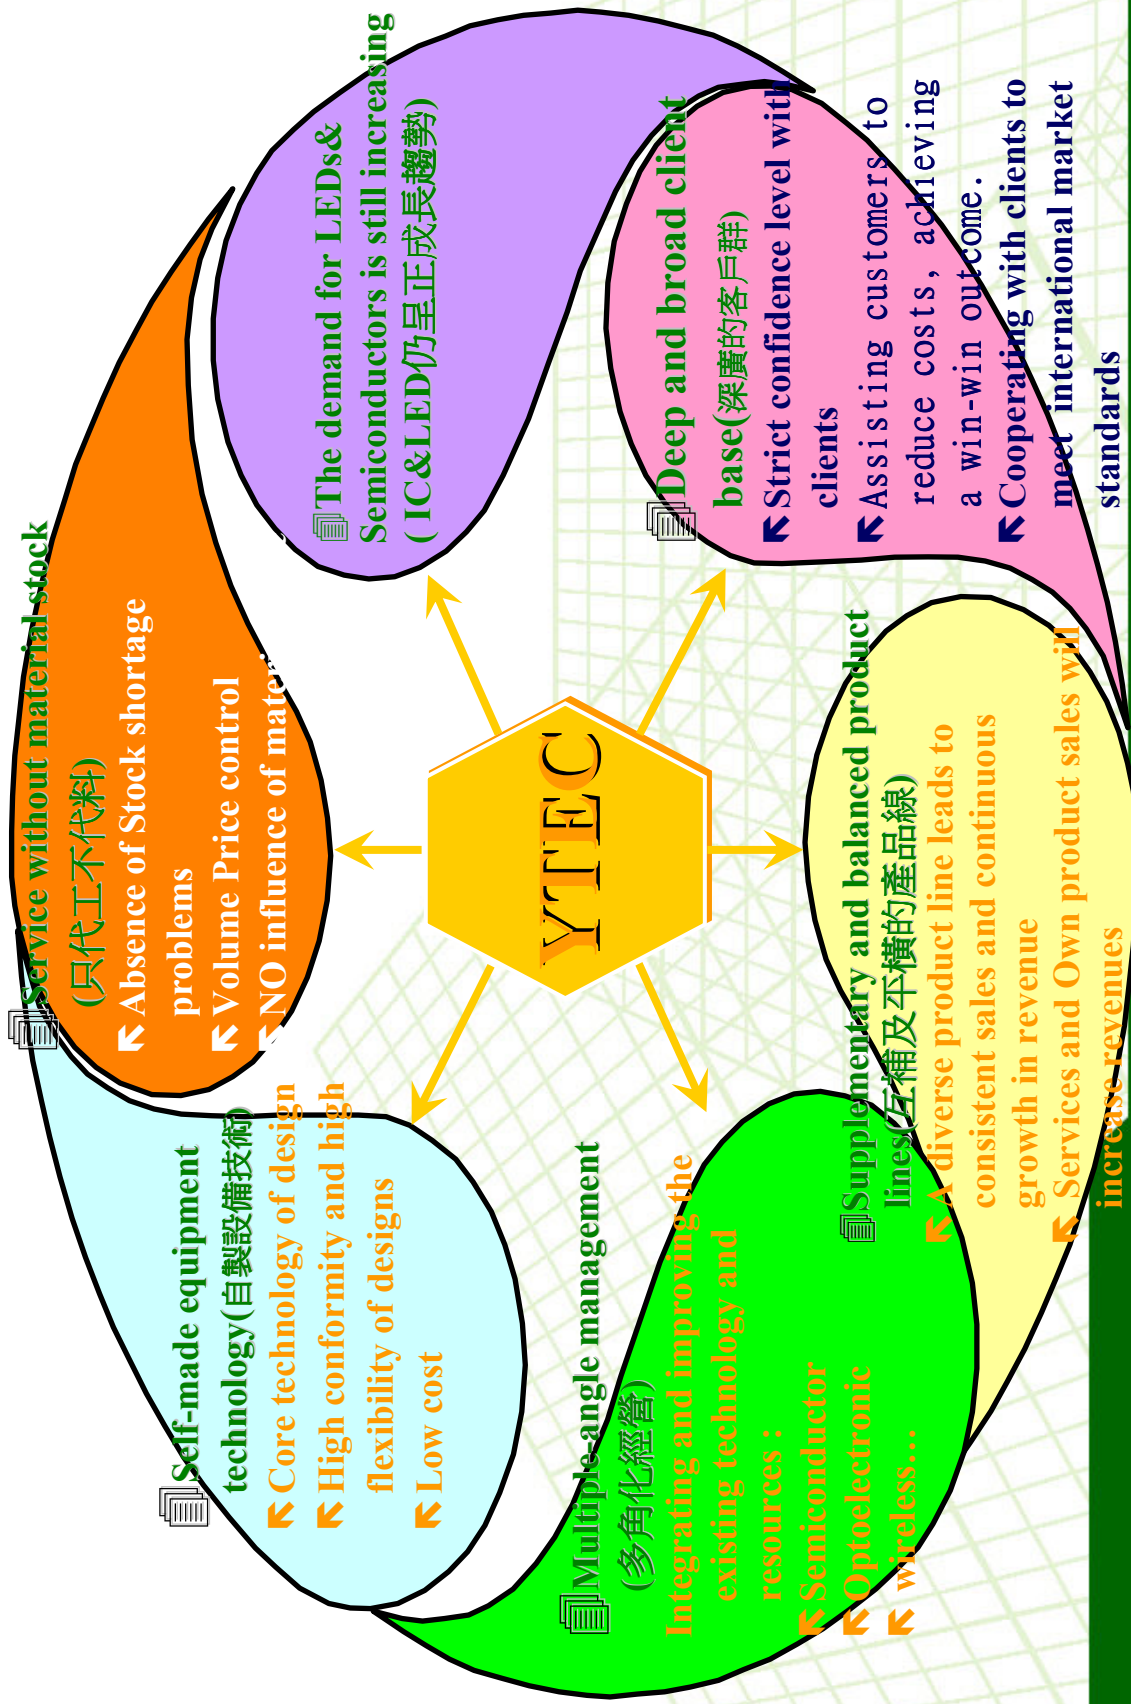 Service without material stock
(只代工不代料)
Absence of Stock shortage
problems
Volume Price control
NO influence of
Self-made equipment
technology(自製設備技術)
Core technology of design
High conformity and high
flexibility of designs
Low cost
The demand for LEDs&
Semiconductors is still increasing
( IC&LED仍呈正成長趨勢)
YTEC
Multiple-angle management
(多角化經營)
Integrating and improving the
existing technology and
resources :
Semiconductor
Optoelectronic
wireless…
Deep and broad client
base(深廣的客戶群)
Strict confidence level with
clients
Assisting customers to
reduce costs, achieving
a win-win outcome.
Cooperating with clients to
meet international market
standards
Supplementary and balanced product
lines(互補及平橫的產品線)
A diverse product line leads to
consistent sales and continuous
growth in revenue
Services and Own product sales will
increase revenues